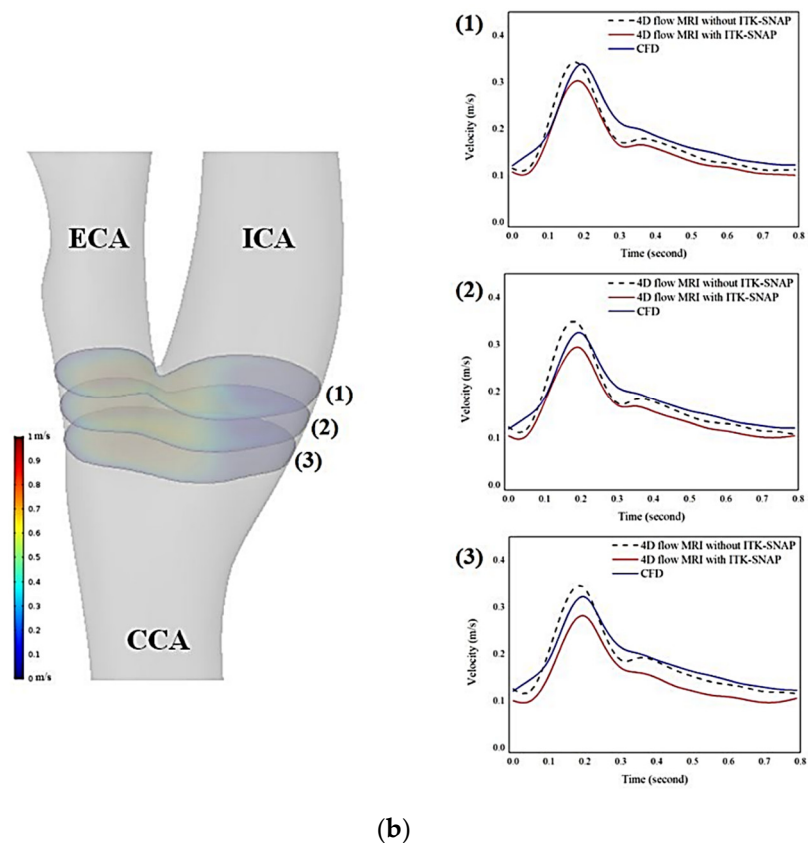 ECA
ICA
(1)
(2)
(3)
1 m/s
0.9
0.8
0.7
0.6
0.5
0.4
0.3
0.2
0.1
0 m/s
CCA
(1)
4D flow MRI without ITK-SNAP
4D flow MRI with ITK-SNAP
CFD
Velocity (m/s)
0.4
0.3
0.2
0.1
0.0
0.0 0.1 0.2 0.3 0.4 0.5 0.6 0.7 0.8
Time (second)
(2)
4D flow MRI without ITK-SNAP
4D flow MRI with ITK-SNAP
CFD
Velocity (m/s)
0.4
0.3
0.2
0.1
0.0
0.0 0.1 0.2 0.3 0.4 0.5 0.6 0.7 0.8
Time (second)
(3)
4D flow MRI without ITK-SNAP
4D flow MRI with ITK-SNAP
CFD
Velocity (m/s)
0.4
0.3
0.2
0.1
0.0
0.0 0.1 0.2 0.3 0.4 0.5 0.6 0.7 0.8
Time (second)
(b)